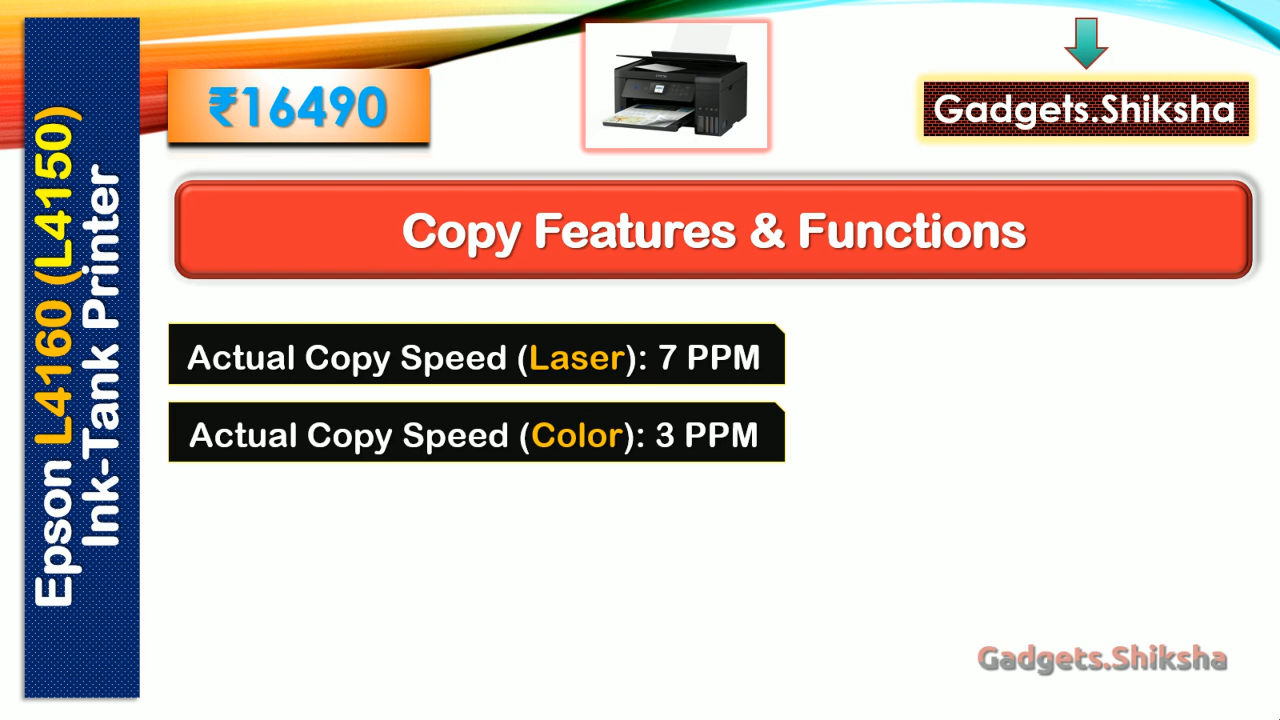 Epson L4160 (L4150)
Ink-Tank Printer
₹16490
Gadgets.Shiksha
Copy Features & Functions
Actual Copy Speed (Laser): 7 PPM
Actual Copy Speed (Color): 3 PPM
Gadgets.Shiksha